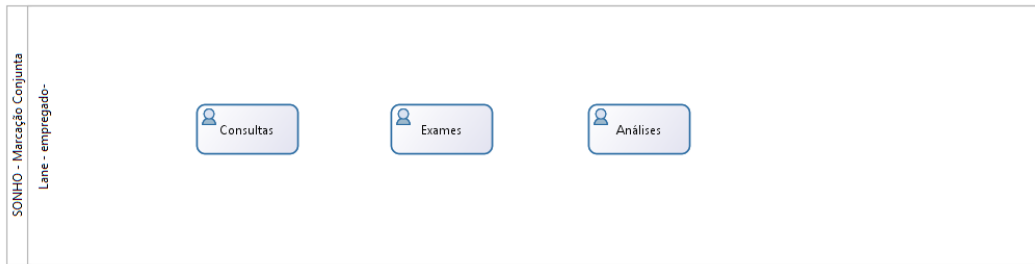 SONHO - Marcação Conjunta
Lane - empregado-
Consultas
Exames
Análises